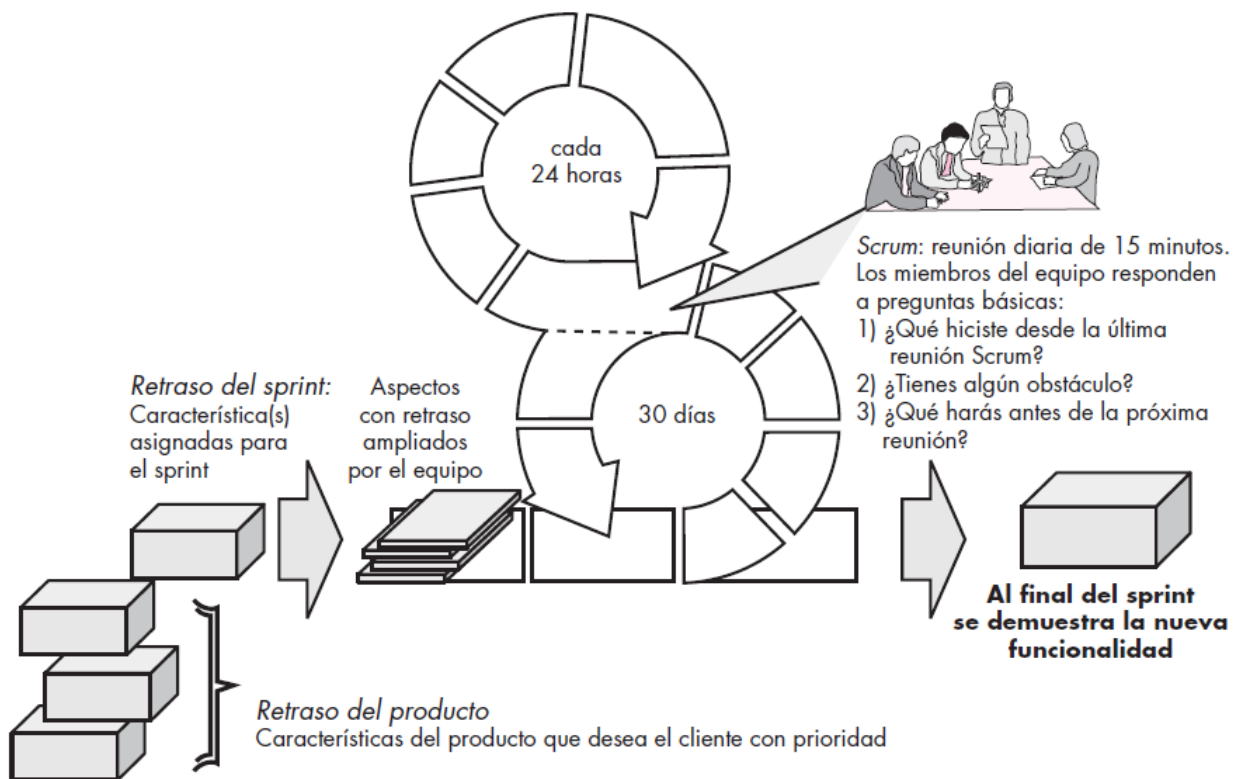 cada
24 horas
Scrum: reunión diaria de 15 minutos.
Los miembros del equipo responden
a preguntas básicas:
1) ¿Qué hiciste desde la última
reunión Scrum?
2) ¿Tienes algún obstáculo?
3) ¿Qué harás antes de la próxima
reunión?
Retraso del sprint:
Característica(s)
asignadas para
el sprint
Aspectos
con retraso
ampliados
por el equipo
30 días
Al final del sprint
se demuestra la nueva
funcionalidad
Retraso del producto
Características del producto que desea el cliente con prioridad